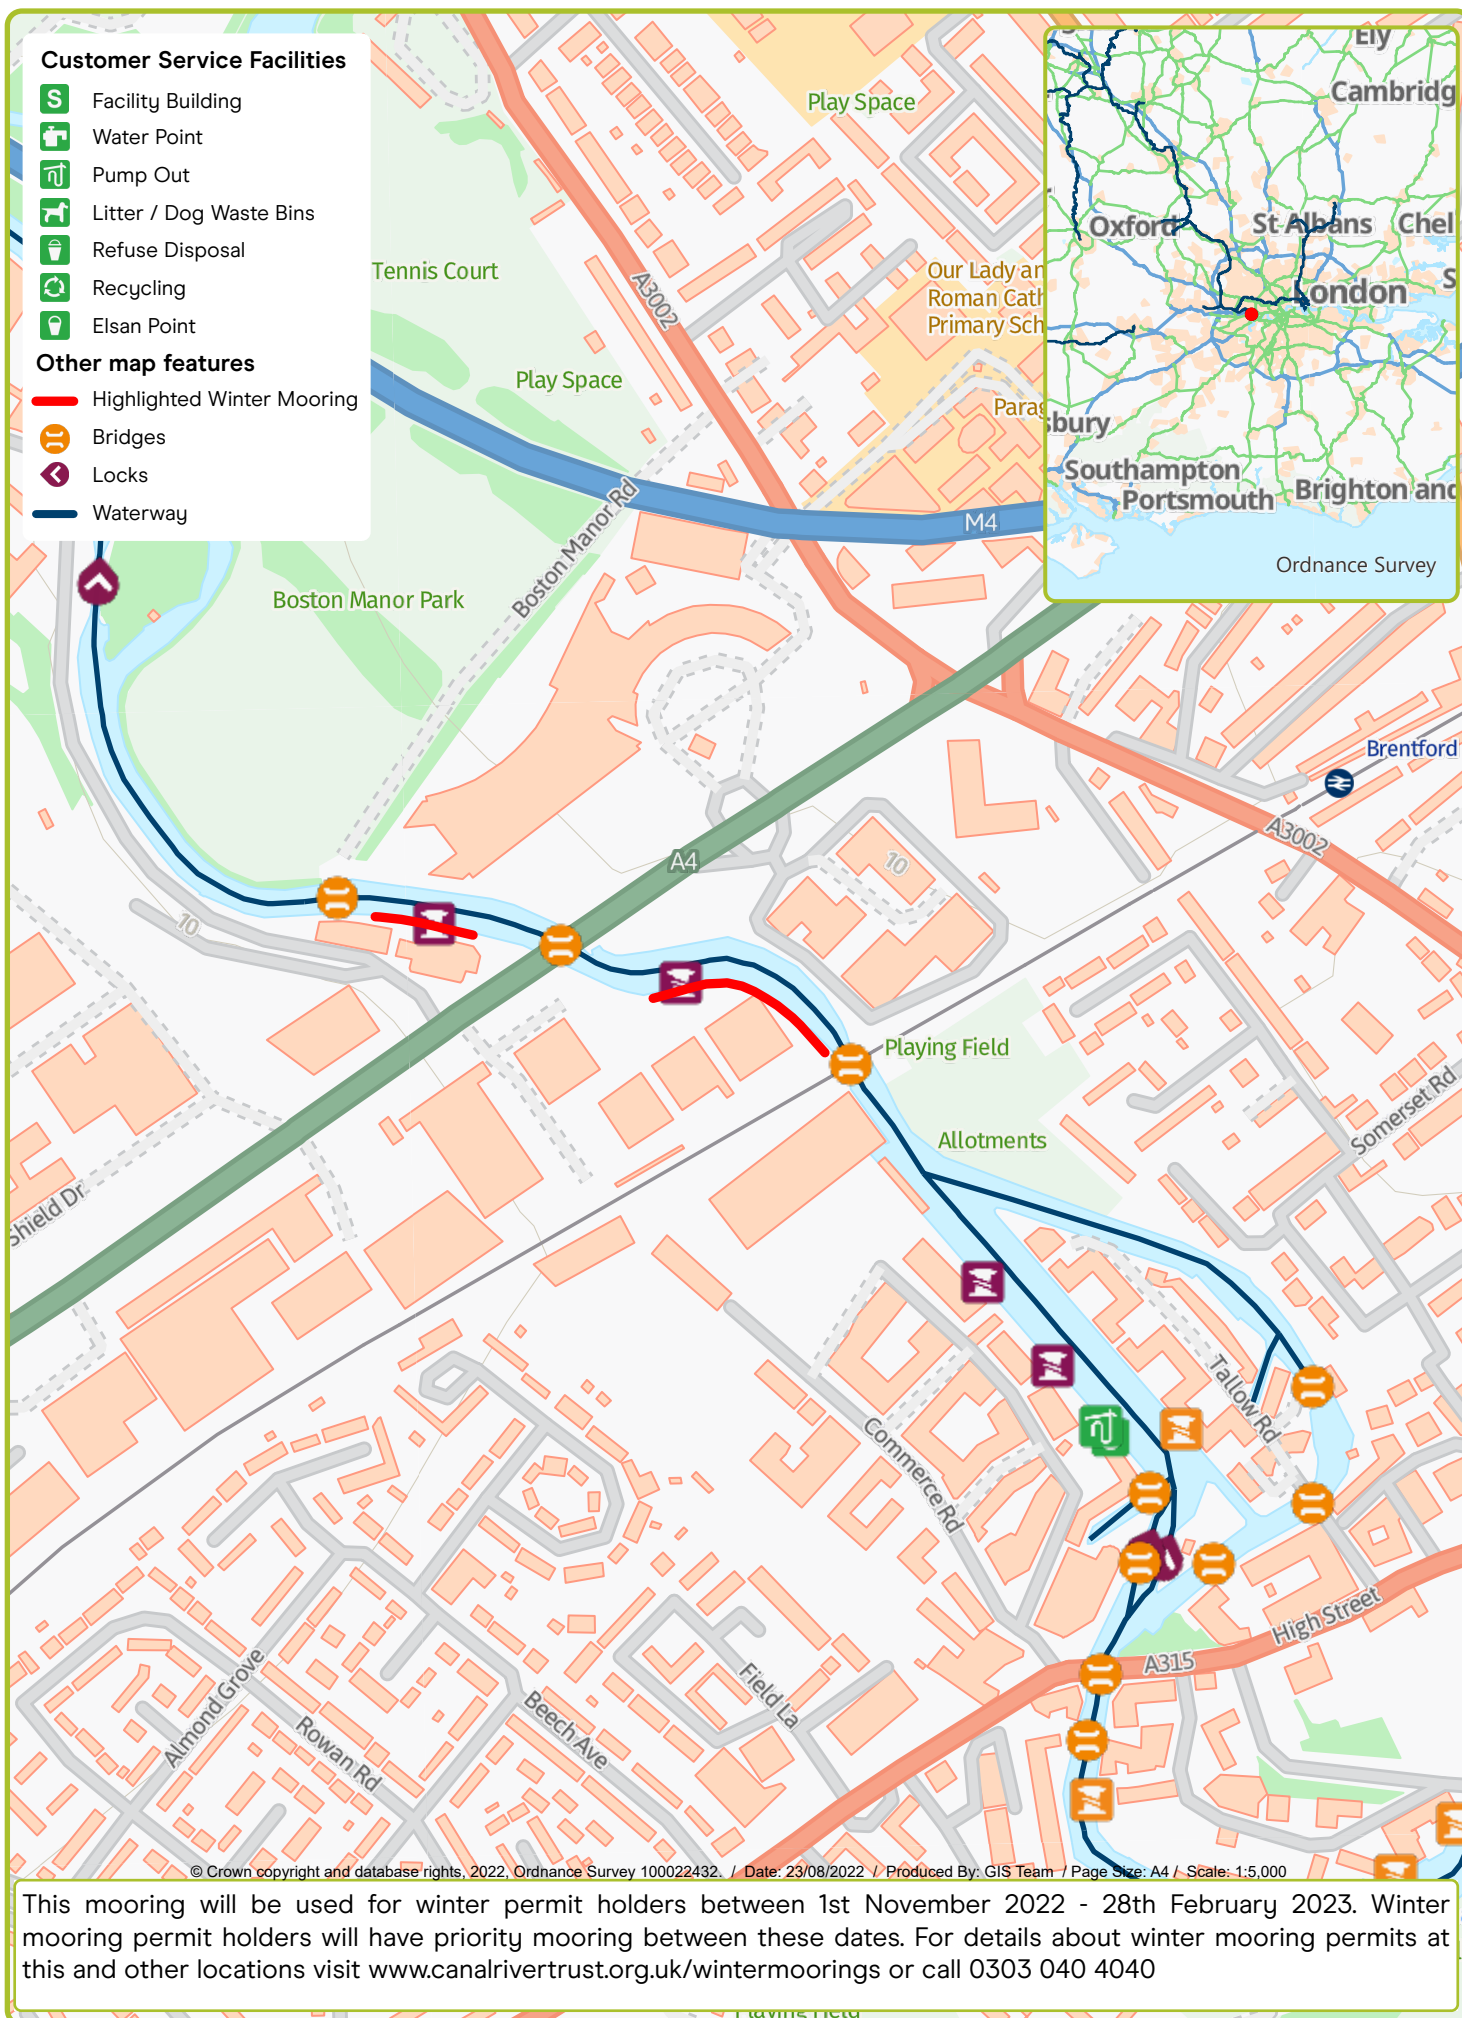 Customer Service Facilities
S Facility Building
Water Point
Pump Out
Litter / Dog Waste Bins
Refuse Disposal
Recycling
Elsan Point
Other map features
Highlighted Winter Mooring
Bridges
Locks
Waterway
Ely
Cambridg
Oxford
St Albans
Chel
London
S
sbury
Southampton
Portsmouth
Brighton and
Ordnance Survey
Play Space
Tennis Court
A3002
Our Lady an
Roman Cath
Primary Sch
Play Space
Parag
Boston Manor Rd
M4
Boston Manor Park
Brentford
A3002
A4
10
10
Playing Field
Allotments
Somerset Rd
Shield Dr
Tallow Rd
Commerce Rd
High Street
A315
Almond Grove
Rowan Rd
Beech Ave
Field La
© Crown copyright and database rights, 2022, Ordnance Survey 100022432. / Date: 23/08/2022 / Produced By: GIS Team / Page Size: A4 / Scale: 1:5,000
This mooring will be used for winter permit holders between 1st November 2022 - 28th February 2023. Winter
mooring permit holders will have priority mooring between these dates. For details about winter mooring permits at
this and other locations visit www.canalrivertrust.org.uk/wintermoorings or call 0303 040 4040
Playing Field